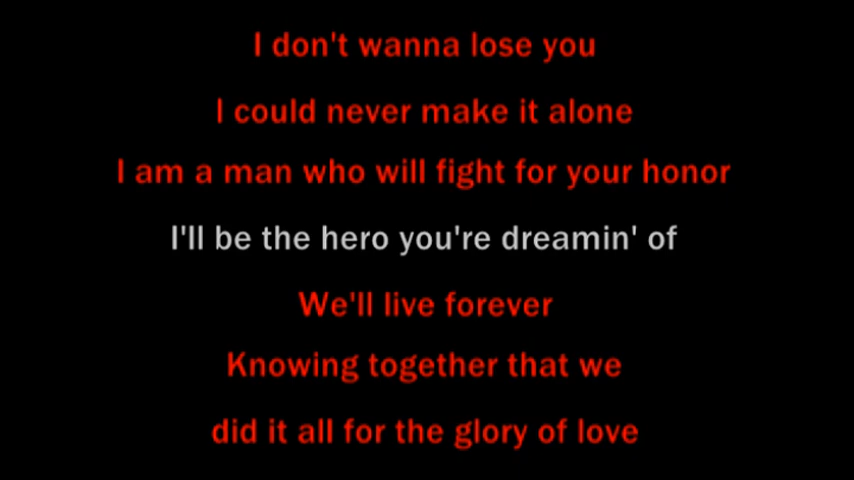 I don't wanna lose you
I could never make it alone
I am a man who will fight for your honor
I'll be the hero you're dreamin' of
We'll live forever
Knowing together that we
did it all for the glory of love